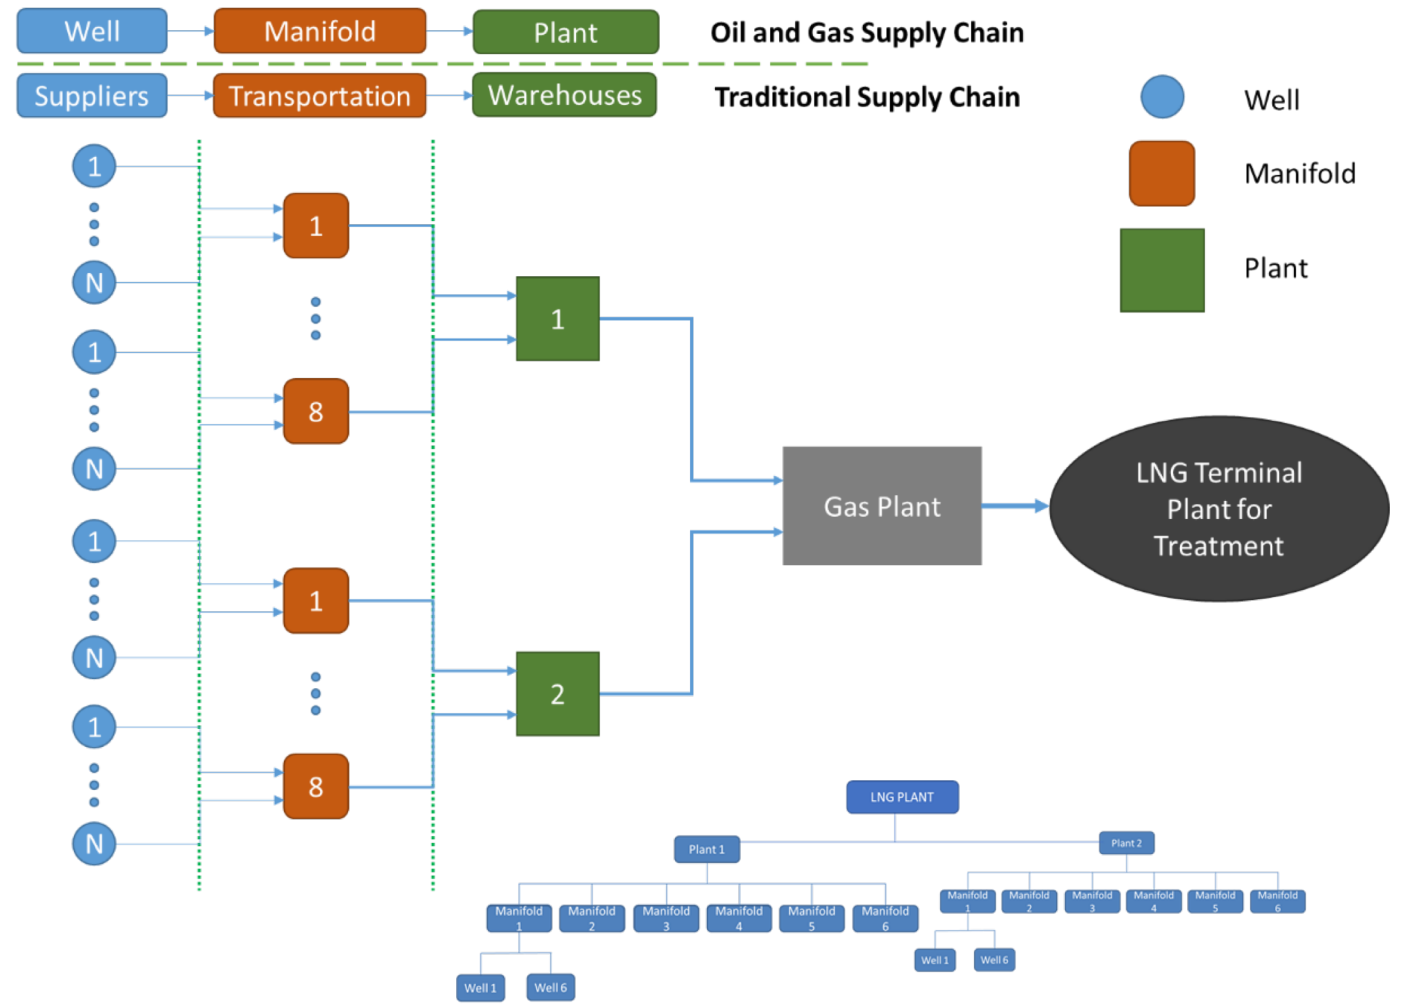 Well
Manifold
Plant
Oil and Gas Supply Chain
Suppliers
Transportation
Warehouses
Traditional Supply Chain
Well
Manifold
Plant
1
N
1
N
1
N
1
N
1
8
1
8
1
2
Gas Plant
LNG Terminal
Plant for
Treatment
LNG PLANT
Plant 1
Plant 2
Manifold
1
Manifold
2
Manifold
3
Manifold
4
Manifold
5
Manifold
6
Manifold
1
Manifold
2
Manifold
3
Manifold
4
Manifold
5
Manifold
6
Well 1
Well 6
Well 1
Well 6